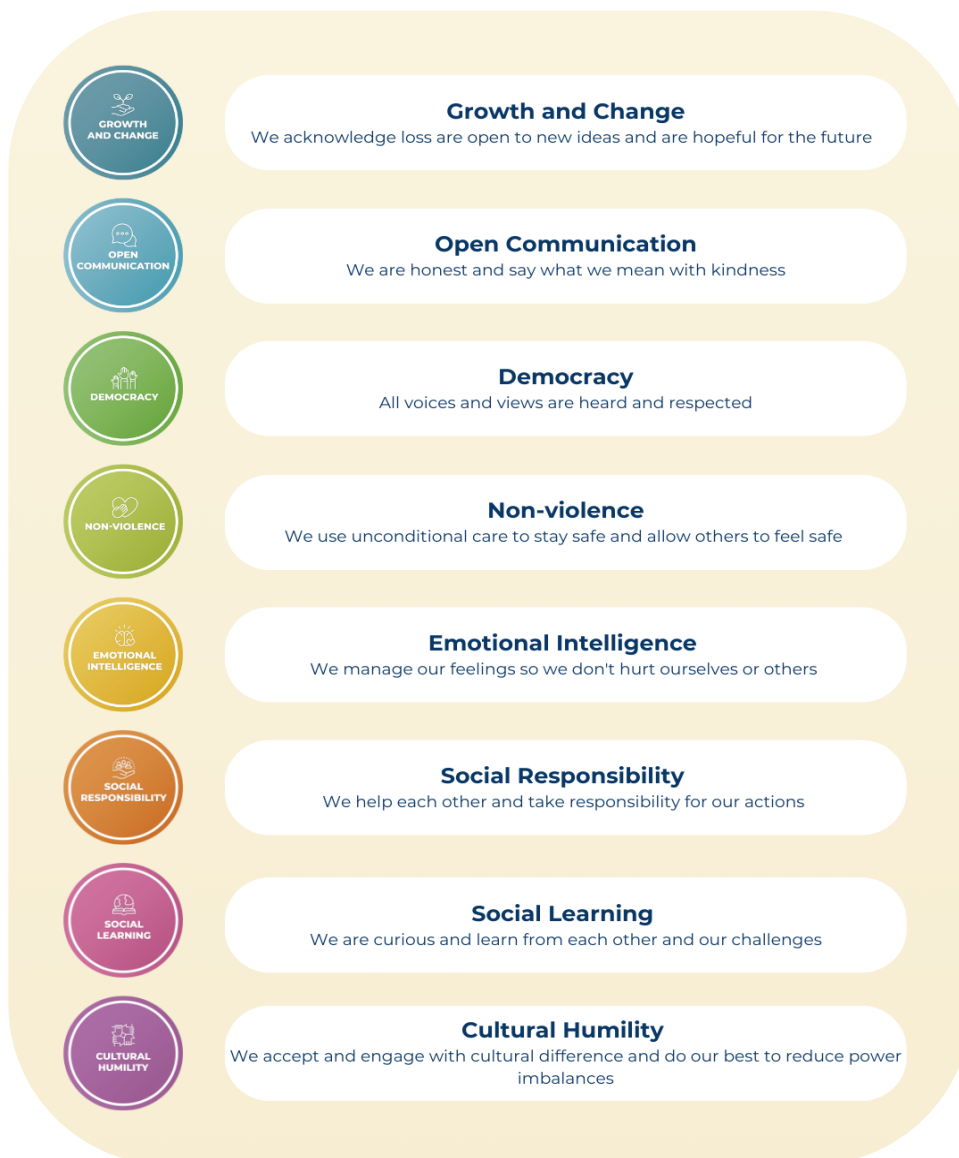 GROWTH
AND CHANGE
Growth and Change
We acknowledge loss are open to new ideas and are hopeful for the future
OPEN
COMMUNICATION
Open Communication
We are honest and say what we mean with kindness
DEMOCRACY
Democracy
All voices and views are heard and respected
NON-VIOLENCE
Non-violence
We use unconditional care to stay safe and allow others to feel safe
EMOTIONAL
INTELLIGENCE
Emotional Intelligence
We manage our feelings so we don't hurt ourselves or others
SOCIAL
RESPONSIBILITY
Social Responsibility
We help each other and take responsibility for our actions
SOCIAL
LEARNING
Social Learning
We are curious and learn from each other and our challenges
CULTURAL
HUMILITY
Cultural Humility
We accept and engage with cultural difference and do our best to reduce power
imbalances